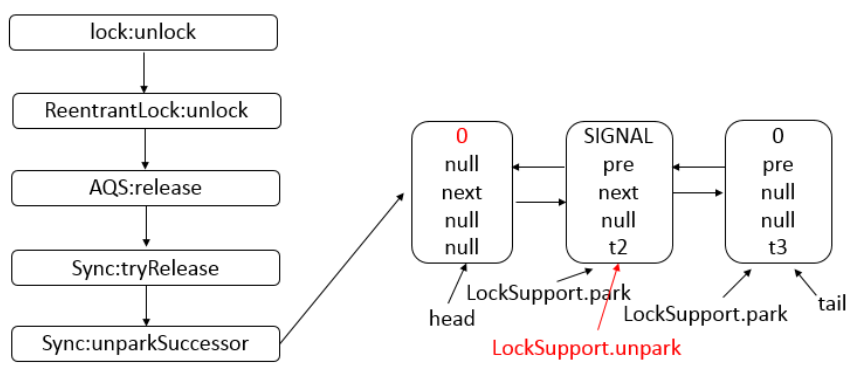 lock:unlock
ReentrantLock:unlock
AQS:release
Sync:tryRelease
Sync:unparkSuccessor
0
null
next
null
null
SIGNAL
pre
next
null
t2
0
pre
null
null
t3
head
LockSupport.park
LockSupport.unpark
LockSupport.park
tail